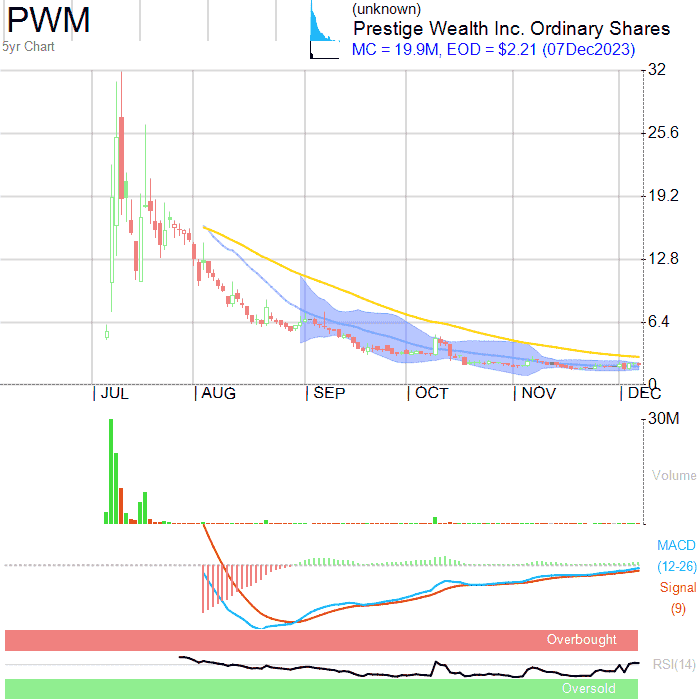 PWM
5yr Chart
(unknown)
Prestige Wealth Inc. Ordinary Shares
MC = 19.9M, EOD = $2.21 (07Dec2023)
32
25.6
19.2
12.8
6.4
0
JUL AUG SEP OCT NOV DEC
30M
Volume
MACD
(12-26)
Signal
(9)
Overbought
RSI(14)
Oversold